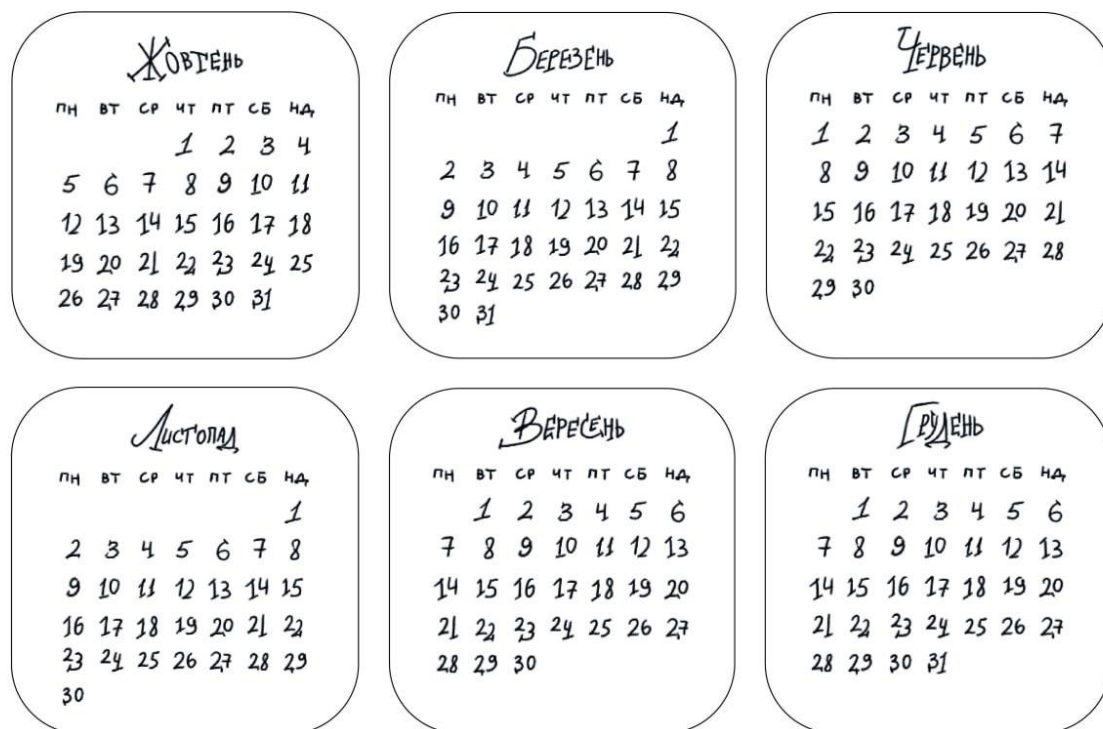 Жовтень
пн вт ср чт пт сб нд
1 2 3 4
5 6 7 8 9 10 11
12 13 14 15 16 17 18
19 20 21 22 23 24 25
26 27 28 29 30 31
Березень
пн вт ср чт пт сб нд
1
2 3 4 5 6 7 8
9 10 11 12 13 14 15
16 17 18 19 20 21 22
23 24 25 26 27 28 29
30 31
Червень
пн вт ср чт пт сб нд
1 2 3 4 5 6 7
8 9 10 11 12 13 14
15 16 17 18 19 20 21
22 23 24 25 26 27 28
29 30
Листопад
пн вт ср чт пт сб нд
1
2 3 4 5 6 7 8
9 10 11 12 13 14 15
16 17 18 19 20 21 22
23 24 25 26 27 28 29
30
Вересень
пн вт ср чт пт сб нд
1 2 3 4 5 6
7 8 9 10 11 12 13
14 15 16 17 18 19 20
21 22 23 24 25 26 27
28 29 30
Грудень
пн вт ср чт пт сб нд
1 2 3 4 5 6
7 8 9 10 11 12 13
14 15 16 17 18 19 20
21 22 23 24 25 26 27
28 29 30 31